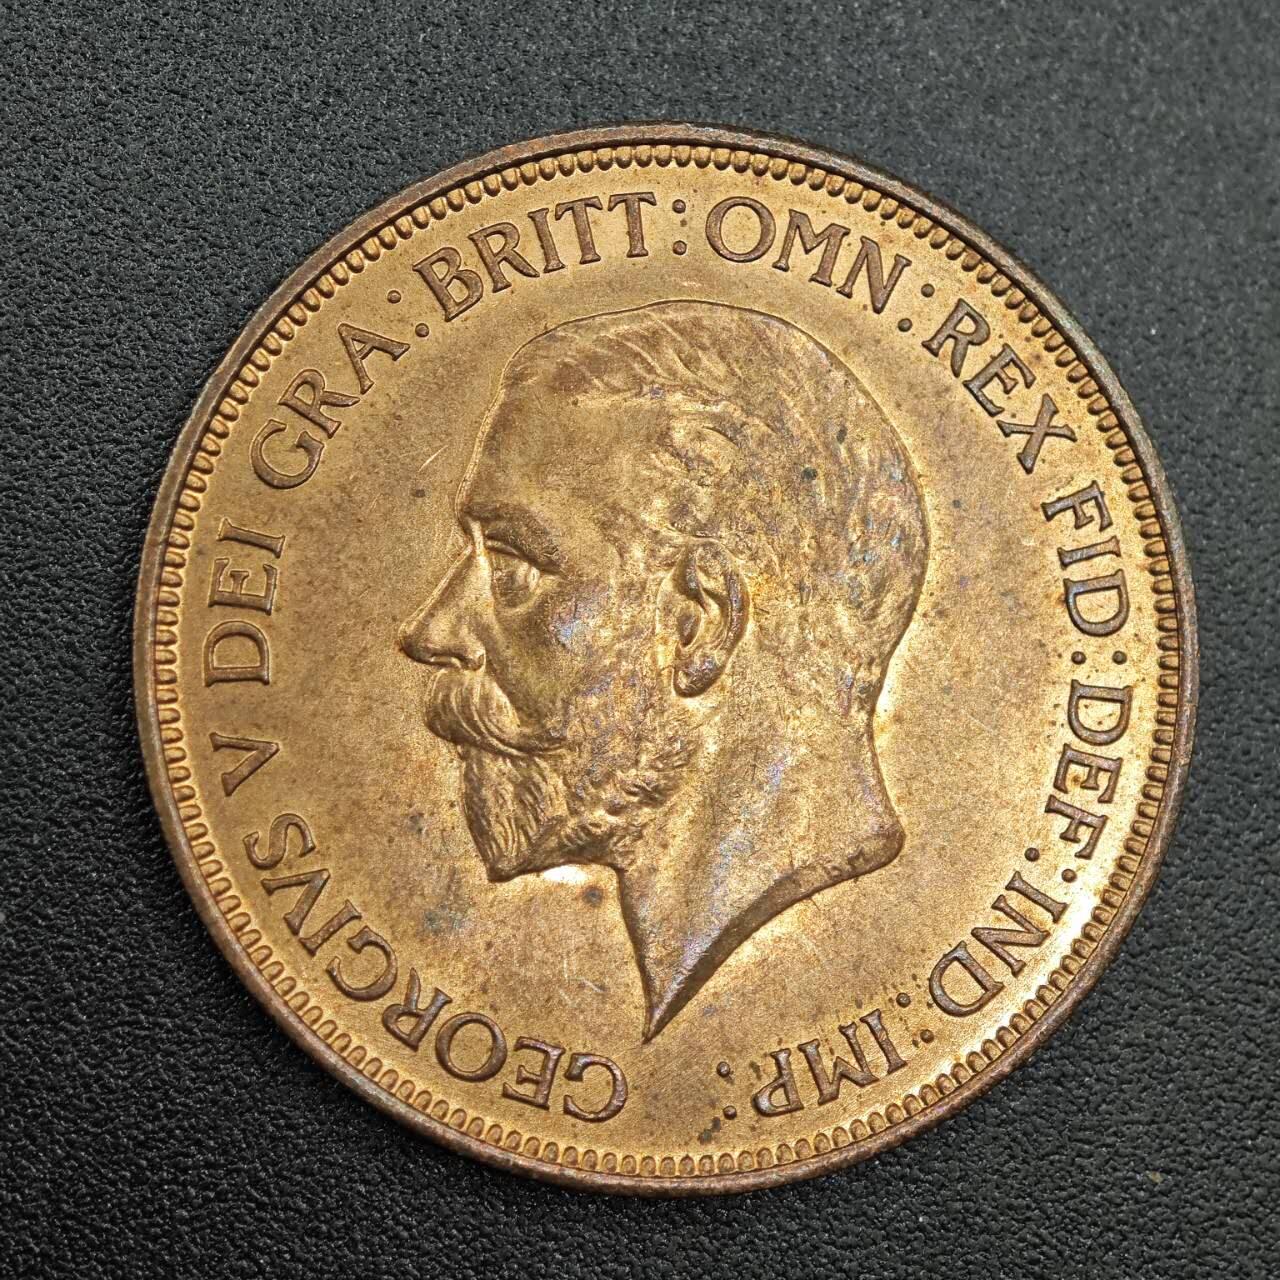 GEORGIVS V DEI GRA: BRITT: OMN: REX FID: DEF: IND: IMP: